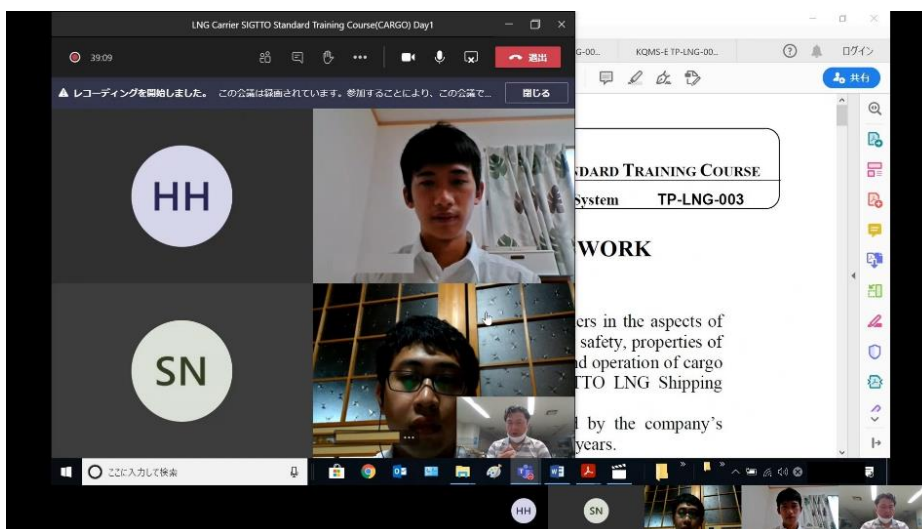 LNG Carrier SIGTTO Standard Training Course(CARGO) Day1
39:09
退出
レコーディングを開始しました。 この会議は録画されています。参加することにより、この会議で...
閉じる
HH
SN
G-00...
KQMS-E TP-LNG-00...
ログイン
共有
NDARD TRAINING COURSE
System TP-LNG-003
WORK
ers in the aspects of
safety, properties of
nd operation of cargo
TTO LNG Shipping
l by the company's
years.
ここに入力して検索
HH
SN